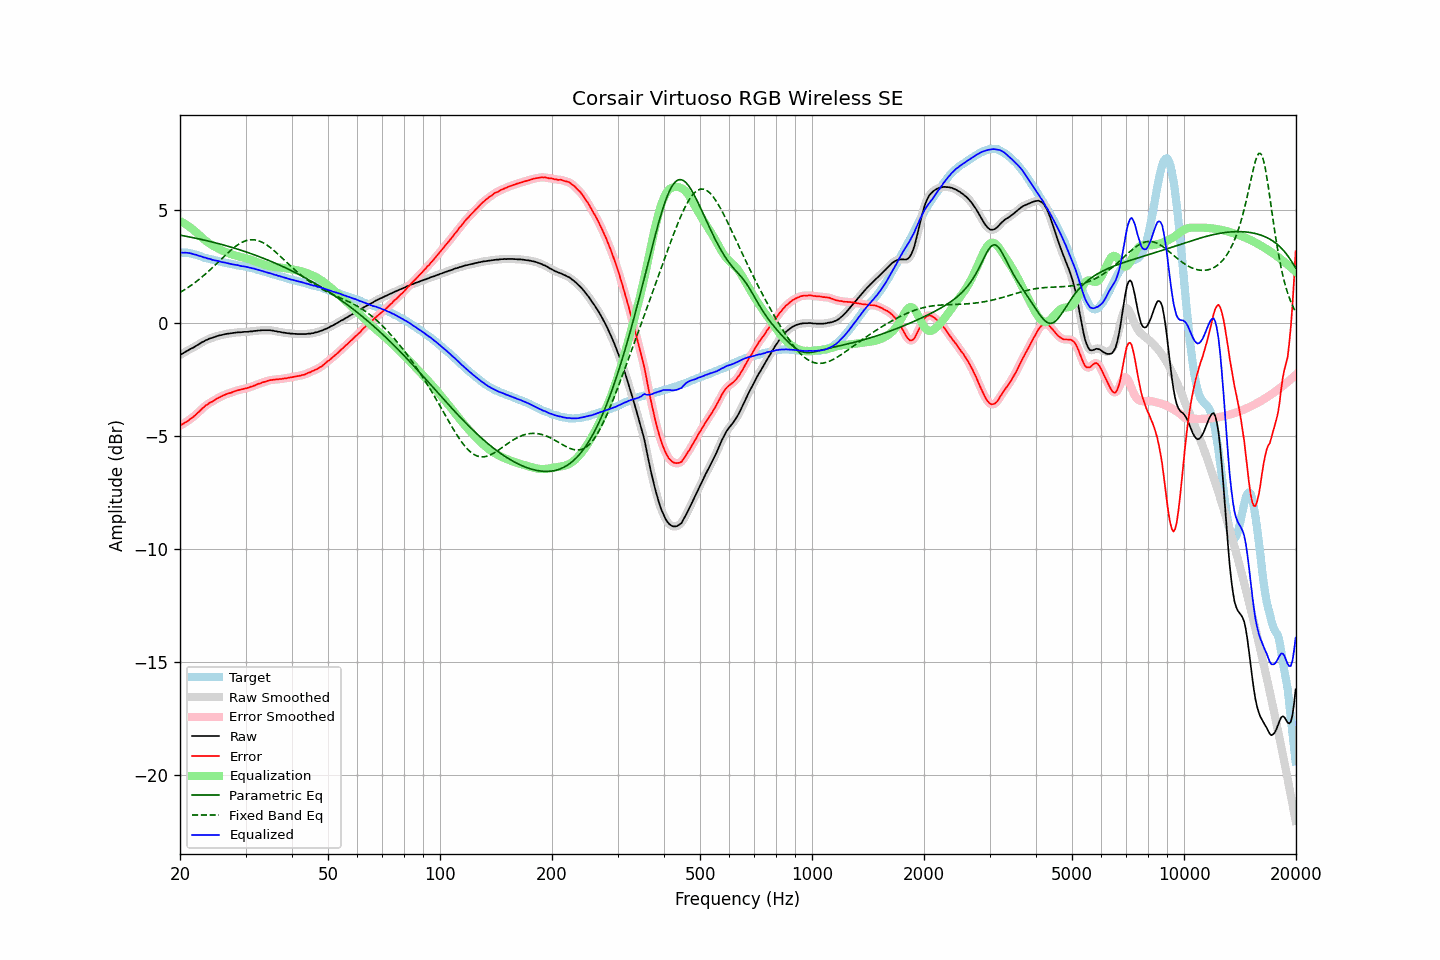 Corsair Virtuoso RGB Wireless SE
Amplitude (dBr)
5
0
−5
−10
−15
−20
Target
Raw Smoothed
Error Smoothed
Raw
Error
Equalization
Parametric Eq
Fixed Band Eq
Equalized
20 50 100 200 500 1000 2000 5000 10000 20000
Frequency (Hz)